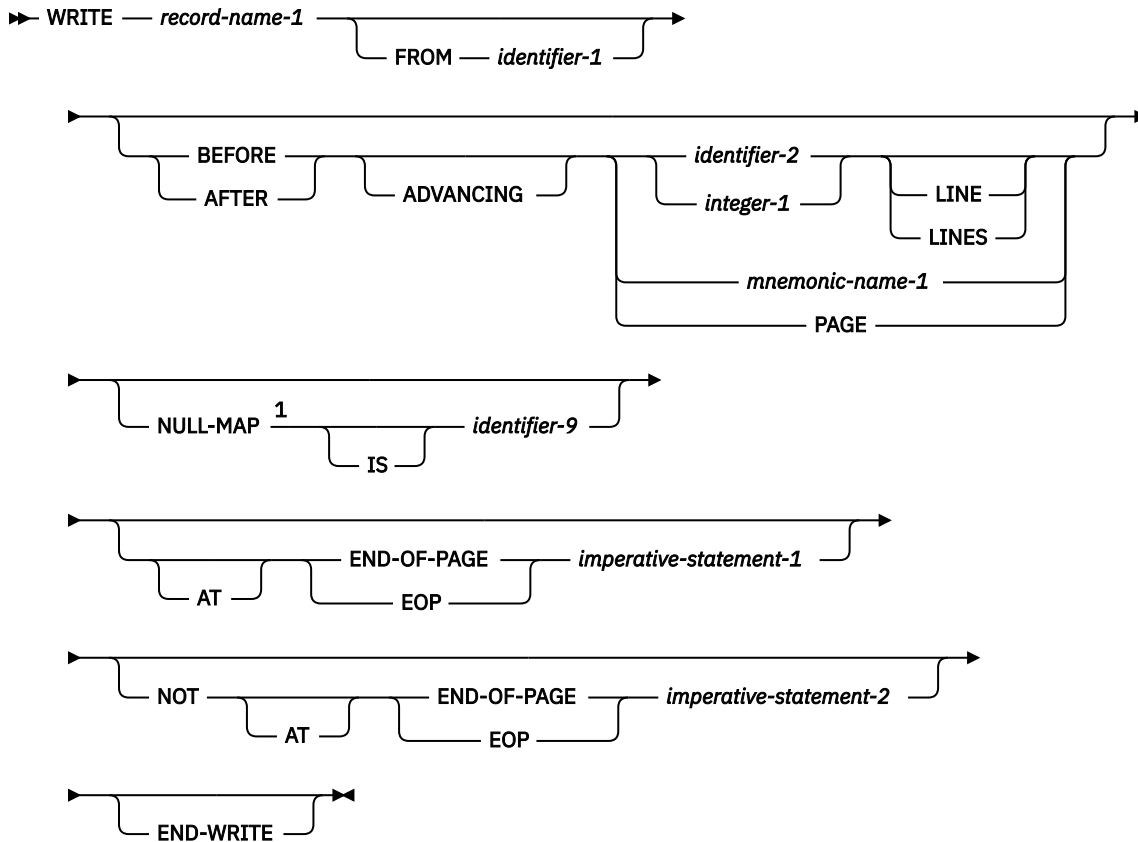 WRITE record-name-1
FROM identifier-1
BEFORE identifier-2
AFTER ADVANCING integer-1 LINE
LINES
mnemonic-name-1
PAGE
NULL-MAP 1 identifier-9
IS
END-OF-PAGE imperative-statement-1
AT EOP
NOT END-OF-PAGE imperative-statement-2
AT EOP
END-WRITE